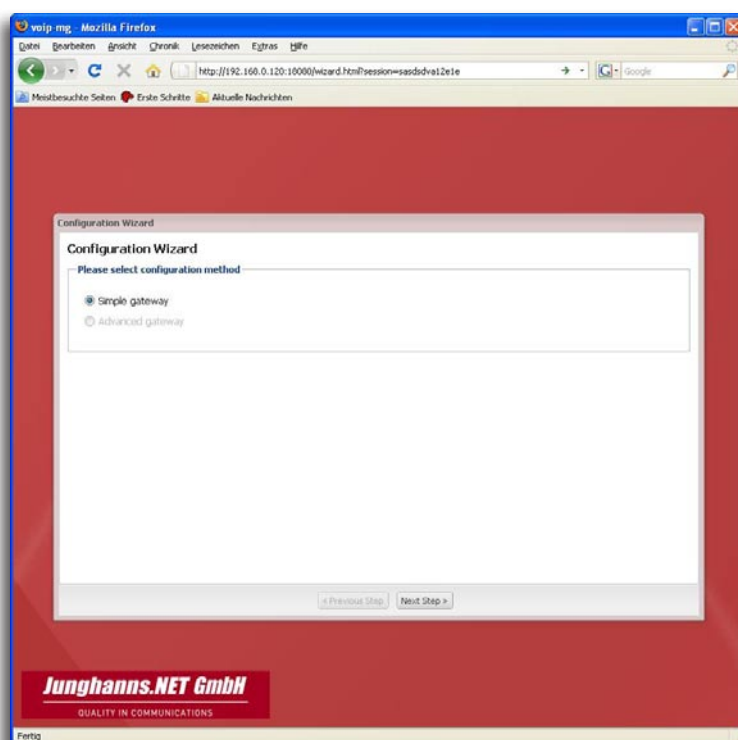 voip-mg - Mozilla Firefox
Datei Bearbeiten Ansicht Chronik Lesezeichen Extras Hilfe
http://192.168.0.120:10000/wizard.html?session=sasdsdva12e1e
Google
Meistbesuchte Seiten Erste Schritte Aktuelle Nachrichten
Configuration Wizard
Configuration Wizard
Please select configuration method
Simple gateway
Advanced gateway
< Previous Step Next Step >
Junghanns.NET GmbH
QUALITY IN COMMUNICATIONS
Fertig